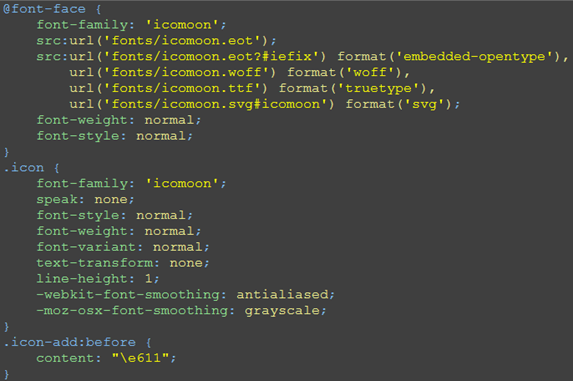 @font-face {
    font-family: 'icomoon';
    src:url('fonts/icomoon.eot');
    src:url('fonts/icomoon.eot?#iefix') format('embedded-opentype'),
        url('fonts/icomoon.woff') format('woff'),
        url('fonts/icomoon.ttf') format('truetype'),
        url('fonts/icomoon.svg#icomoon') format('svg');
    font-weight: normal;
    font-style: normal;
}
.icon {
    font-family: 'icomoon';
    speak: none;
    font-style: normal;
    font-weight: normal;
    font-variant: normal;
    text-transform: none;
    line-height: 1;
    -webkit-font-smoothing: antialiased;
    -moz-osx-font-smoothing: grayscale;
}
.icon-add:before {
    content: "\e611";
}